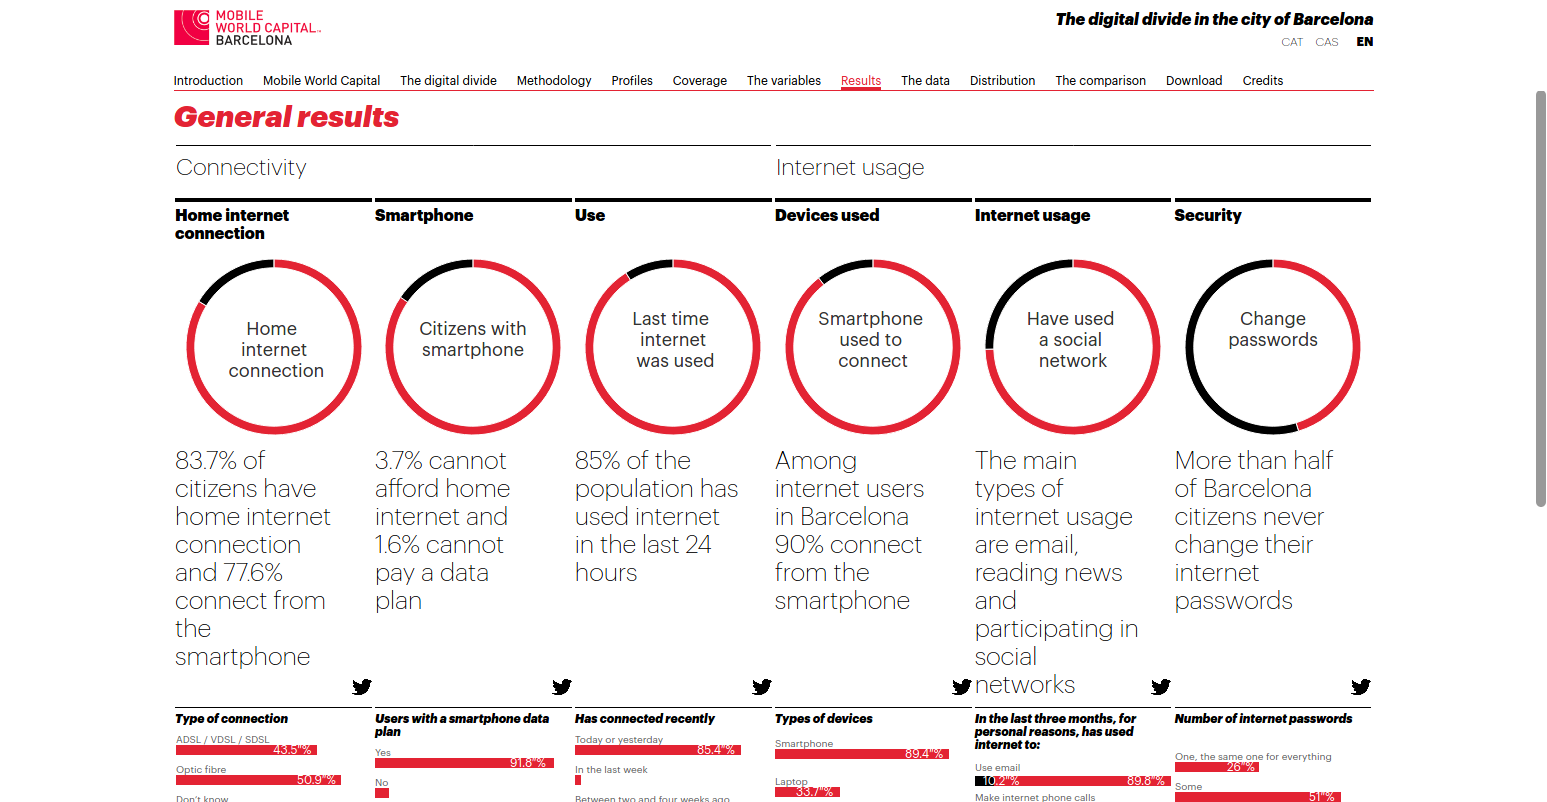 MOBILE
WORLD CAPITAL™
BARCELONA
The digital divide in the city of Barcelona
CAT CAS EN
Introduction Mobile World Capital The digital divide Methodology Profiles Coverage The variables Results The data Distribution The comparison Download Credits
General results
Connectivity
Internet usage
Home internet
connection
Home
internet
connection
83.7% of
citizens have
home internet
connection
and 77.6%
connect from
the
smartphone
Type of connection
ADSL / VDSL / SDSL
43.5"%
Optic fibre
50.9"%
Don't know
Smartphone
Citizens with
smartphone
3.7% cannot
afford home
internet and
1.6% cannot
pay a data
plan
Users with a smartphone data
plan
Yes
91.8"%
No
Use
Last time
internet
was used
85% of the
population has
used internet
in the last 24
hours
Has connected recently
Today or yesterday
85.4"%
In the last week
Between two and four weeks ago
Devices used
Smartphone
used to
connect
Among
internet users
in Barcelona
90% connect
from the
smartphone
Types of devices
Smartphone
89.4"%
Laptop
33.7"%
Internet usage
Have used
a social
network
The main
types of
internet usage
are email,
reading news
and
participating in
social
networks
In the last three months, for
personal reasons, has used
internet to:
Use email
10.2"% 89.8"%
Make internet phone calls
Security
Change
passwords
More than half
of Barcelona
citizens never
change their
internet
passwords
Number of internet passwords
One, the same one for everything
26"%
Some
51"%